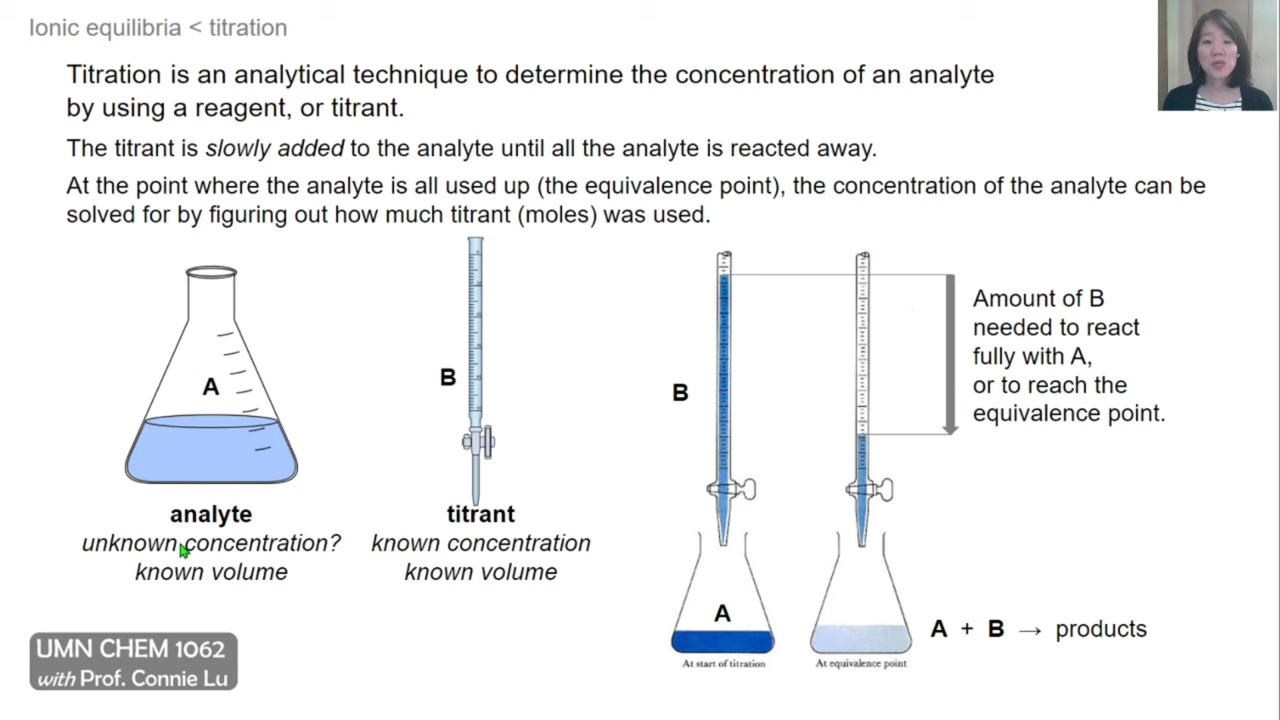 Ionic equilibria < titration
Titration is an analytical technique to determine the concentration of an analyte
by using a reagent, or titrant.
The titrant is slowly added to the analyte until all the analyte is reacted away.
At the point where the analyte is all used up (the equivalence point), the concentration of the analyte can be
solved for by figuring out how much titrant (moles) was used.
A
B
analyte
unknown concentration?
known volume
titrant
known concentration
known volume
B
A
At start of titration
At equivalence point
Amount of B
needed to react
fully with A,
or to reach the
equivalence point.
A + B → products
UMN CHEM 1062
with Prof. Connie Lu